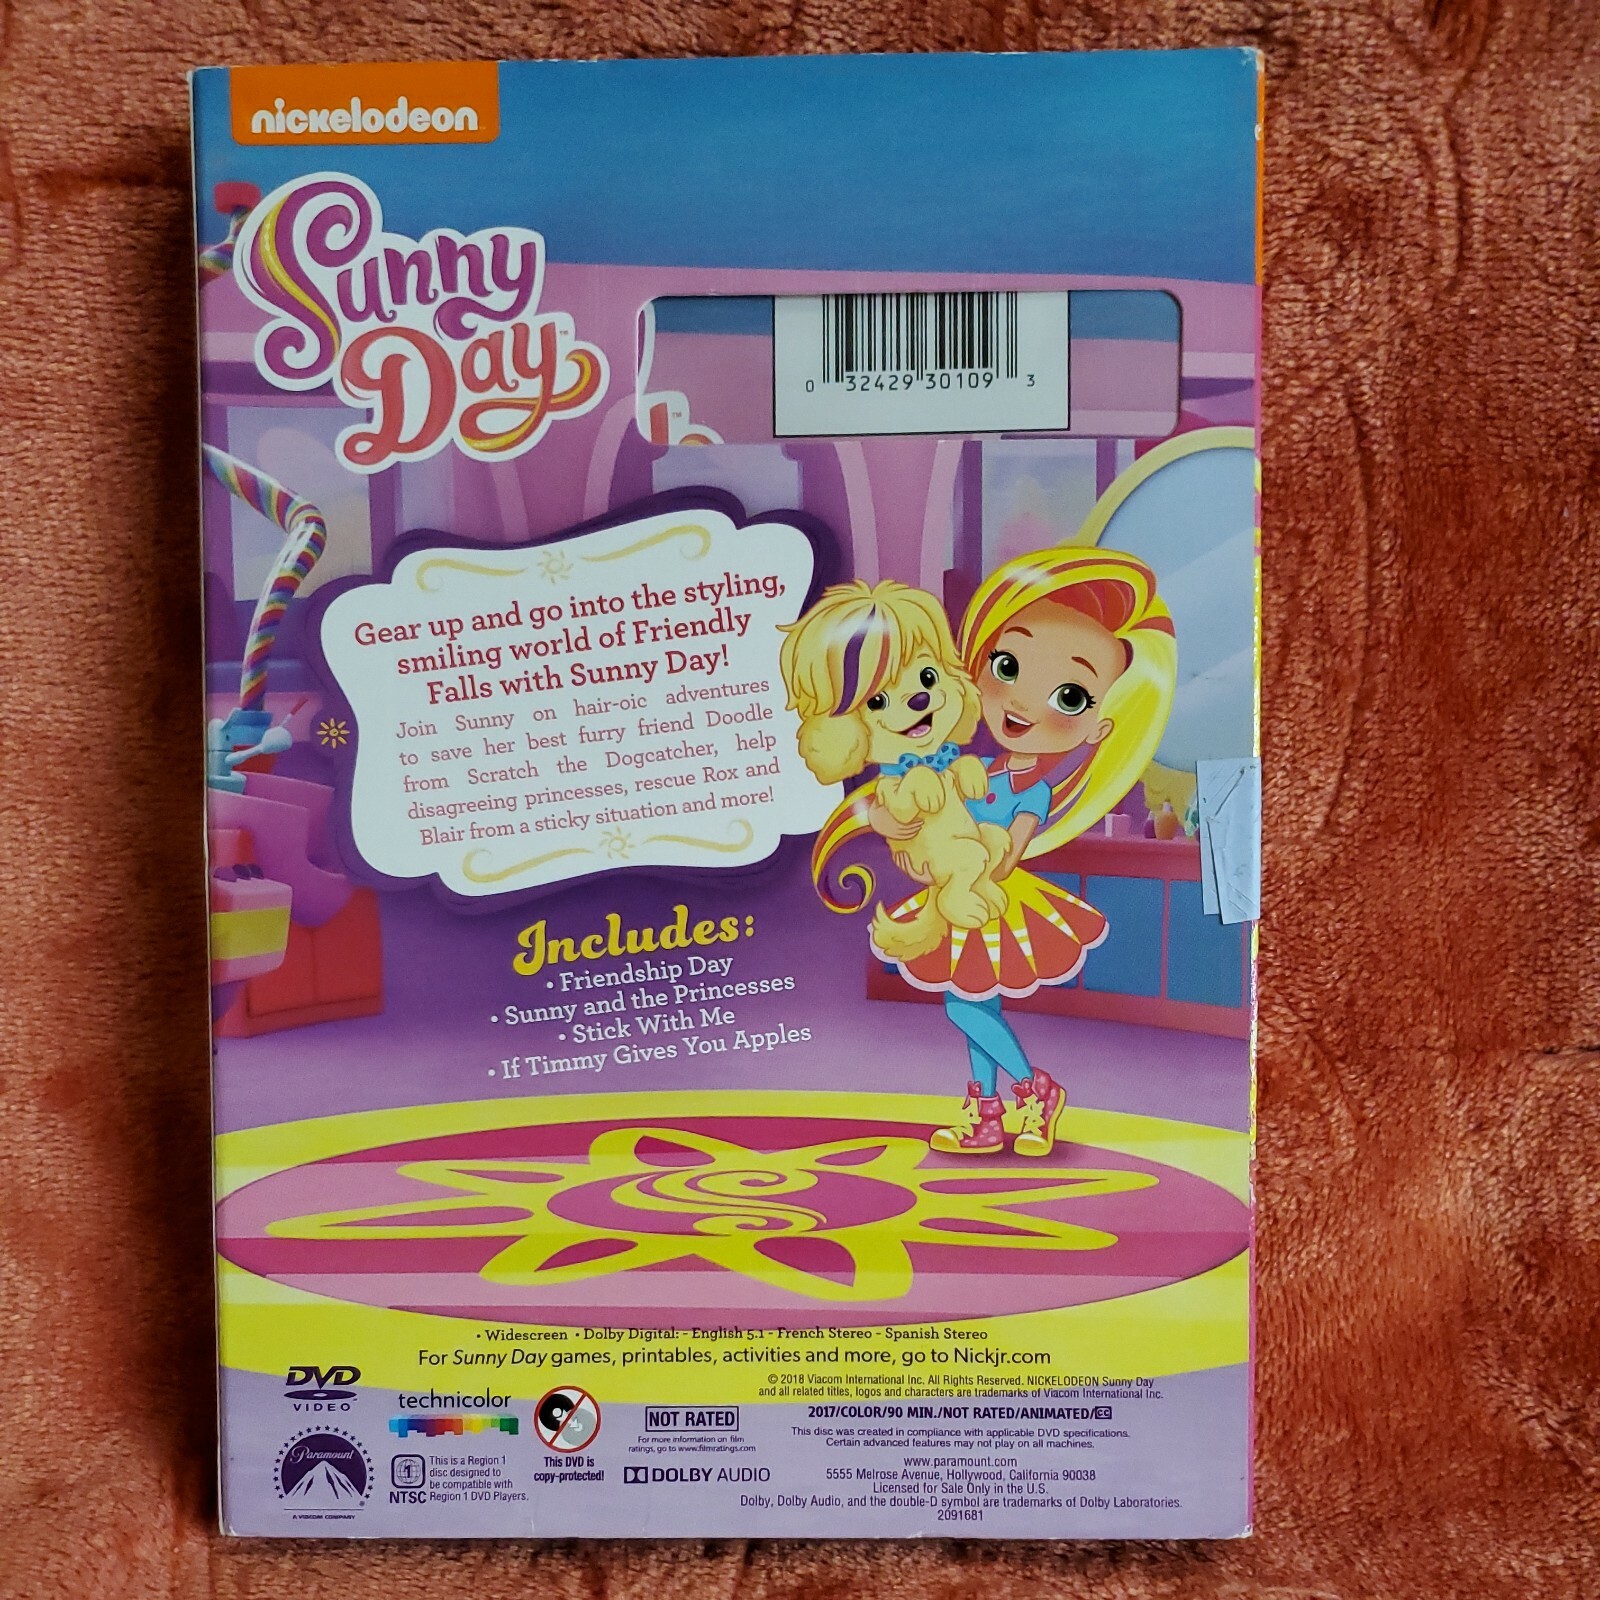 nickelodeon
Sunny
Day™
0 32429 30109 3
™
Gear up and go into the styling,
smiling world of Friendly
Falls with Sunny Day!
Join Sunny on hair-oic adventures
to save her best furry friend Doodle
from Scratch the Dogcatcher, help
disagreeing princesses, rescue Rox and
Blair from a sticky situation and more!
Includes:
• Friendship Day
• Sunny and the Princesses
• Stick With Me
• If Timmy Gives You Apples
• Widescreen • Dolby Digital: - English 5.1 - French Stereo - Spanish Stereo
For Sunny Day games, printables, activities and more, go to Nickjr.com
© 2018 Viacom International Inc. All Rights Reserved. NICKELODEON Sunny Day
and all related titles, logos and characters are trademarks of Viacom International Inc.
DVD
VIDEO
technicolor
NOT RATED
For more information on film
ratings, go to www.filmratings.com
2017/COLOR/90 MIN./NOT RATED/ANIMATED/CC
This disc was created in compliance with applicable DVD specifications.
Certain advanced features may not play on all machines.
Paramount
®
A VIACOM COMPANY
1
NTSC
This is a Region 1
disc designed to
be compatible with
Region 1 DVD Players.
This DVD is
copy-protected!
DOLBY AUDIO
www.paramount.com
5555 Melrose Avenue, Hollywood, California 90038
Licensed for Sale Only in the U.S.
Dolby, Dolby Audio, and the double-D symbol are trademarks of Dolby Laboratories.
2091681